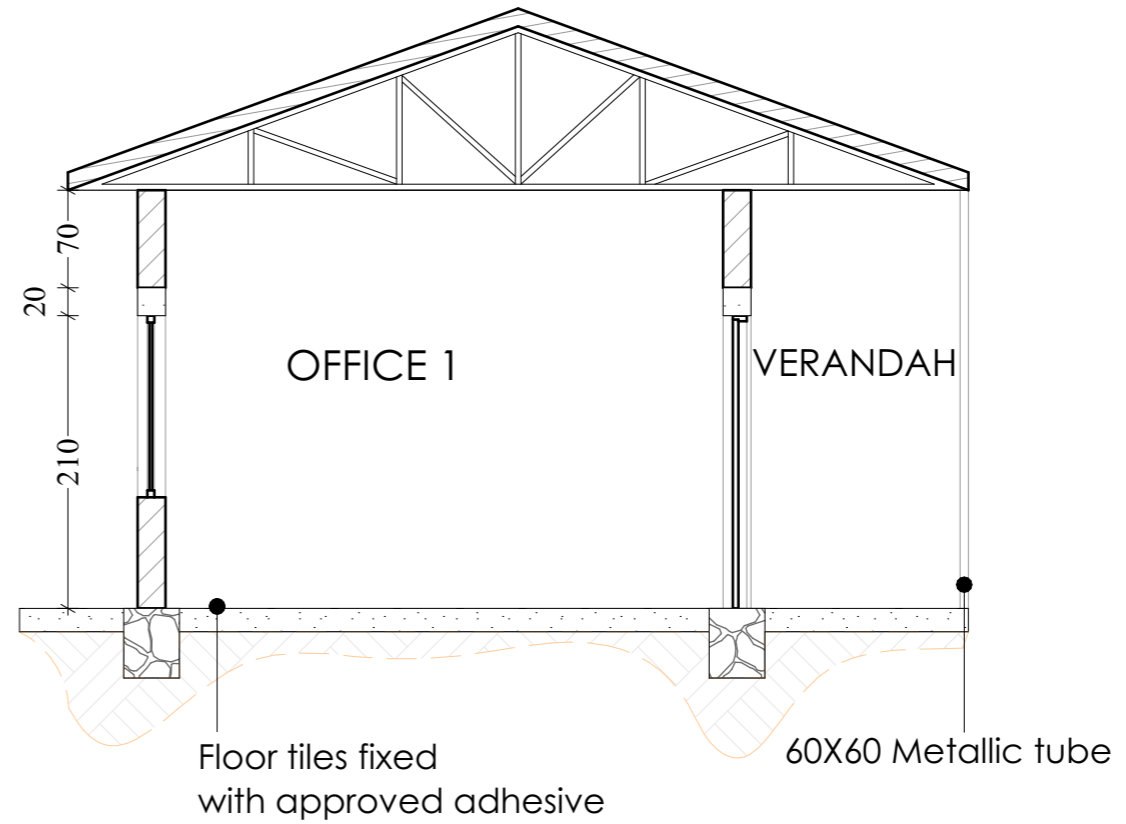 70
20
OFFICE 1
VERANDAH
210
Floor tiles fixed
with approved adhesive
60X60 Metallic tube